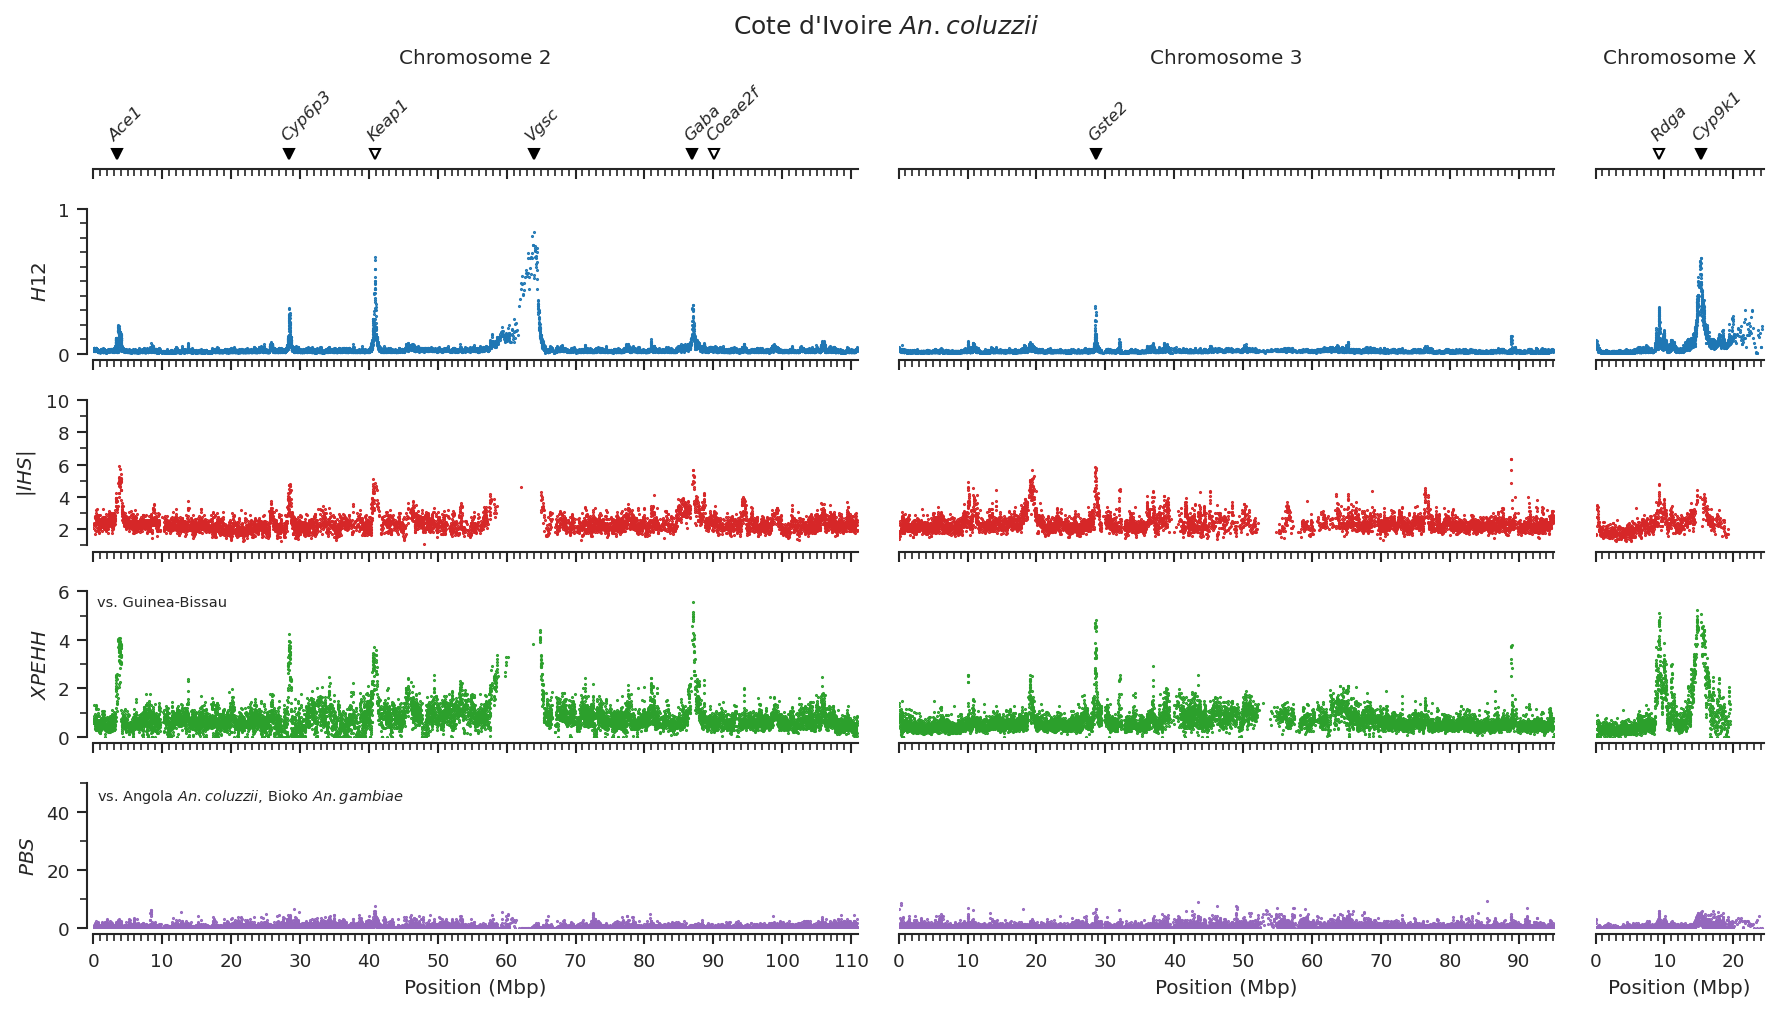 Cote d'Ivoire An. coluzzii
Chromosome 2
Chromosome 3
Chromosome X
Ace1
Cyp6p3
Keap1
Vgsc
Gaba
Coeae2f
Gste2
Rdga
Cyp9k1
H12
1
0
|IHS|
10
8
6
4
2
XPEHH
6
4
2
0
vs. Guinea-Bissau
PBS
40
20
0
vs. Angola An. coluzzii, Bioko An. gambiae
0 10 20 30 40 50 60 70 80 90 100 110
0 10 20 30 40 50 60 70 80 90
0 10 20
Position (Mbp)
Position (Mbp)
Position (Mbp)